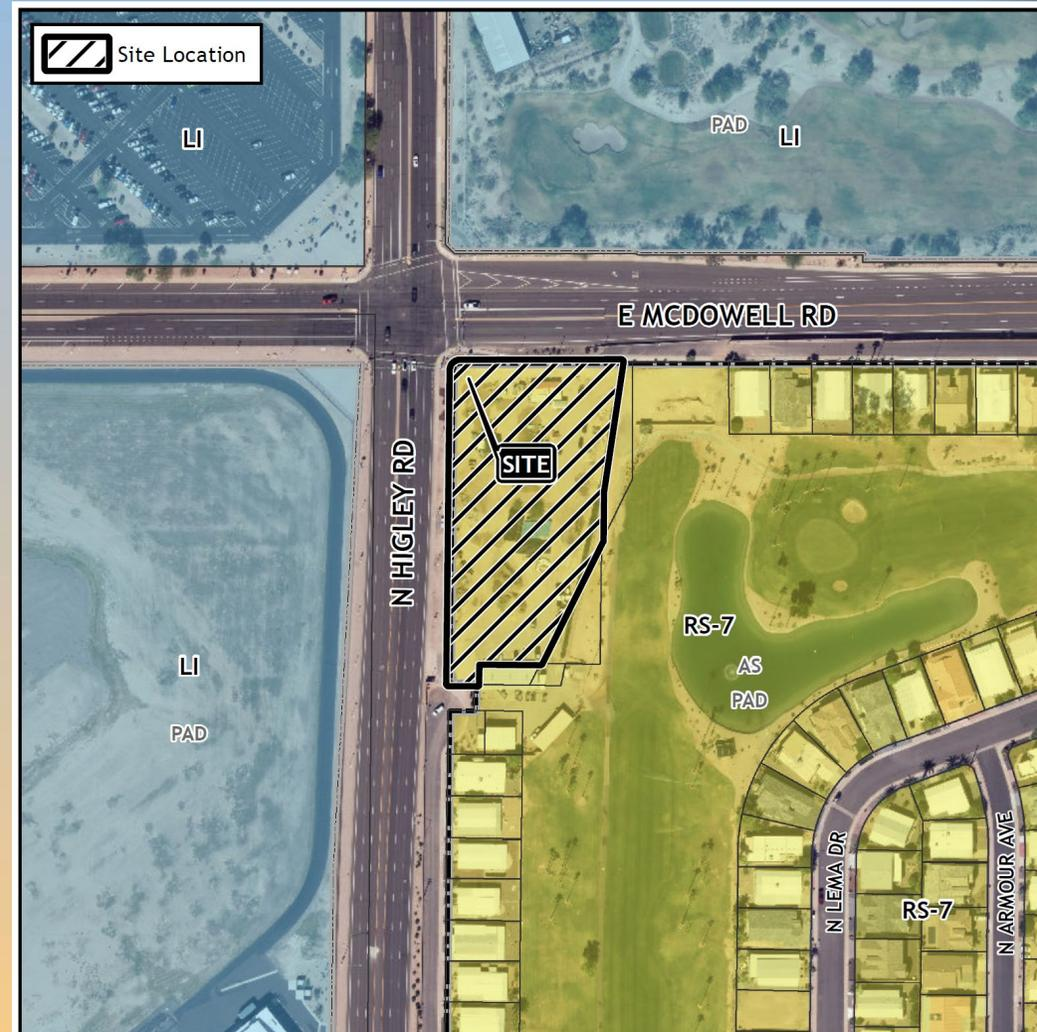 Site Location
LI
PAD
LI
E MCDOWELL RD
N HIGLEY RD
SITE
RS-7
AS
PAD
LI
PAD
N LEMA DR
RS-7
N ARMOUR AVE